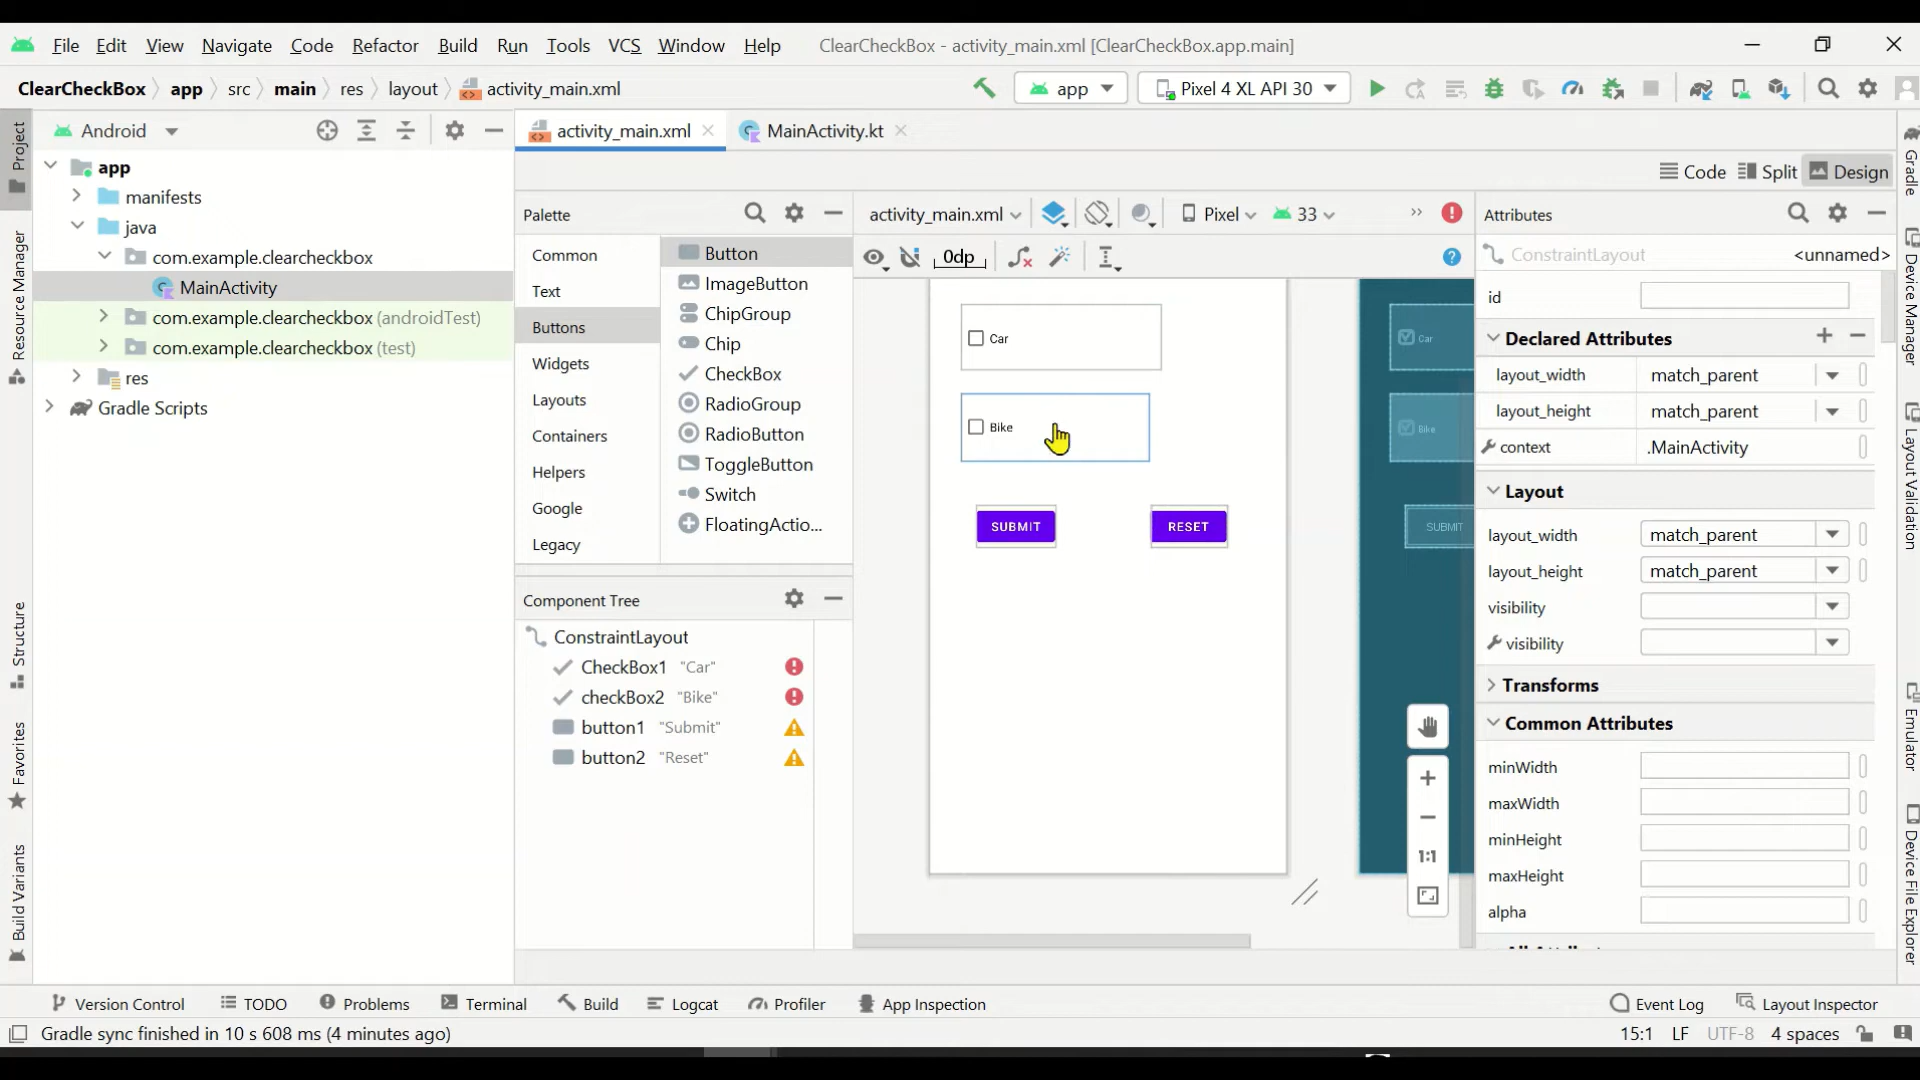 File Edit View Navigate Code Refactor Build Run Tools VCS Window Help ClearCheckBox - activity_main.xml [ClearCheckBox.app.main]
ClearCheckBox app src main res layout activity_main.xml app Pixel 4 XL API 30
Android
activity_main.xml MainActivity.kt
Code Split Design
Project
Resource Manager
Structure
Favorites
Build Variants
app
manifests
java
com.example.clearcheckbox
MainActivity
com.example.clearcheckbox (androidTest)
com.example.clearcheckbox (test)
res
Gradle Scripts
Palette
Common
Text
Buttons
Widgets
Layouts
Containers
Helpers
Google
Legacy
Button
ImageButton
ChipGroup
Chip
CheckBox
RadioGroup
RadioButton
ToggleButton
Switch
FloatingActio...
Component Tree
ConstraintLayout
CheckBox1 "Car"
checkBox2 "Bike"
button1 "Submit"
button2 "Reset"
activity_main.xml Pixel 33
0dp
Car
Bike
SUBMIT RESET
Car
Bike
SUBMIT
1:1
Attributes
ConstraintLayout <unnamed>
id
Declared Attributes
layout_width match_parent
layout_height match_parent
context .MainActivity
Layout
layout_width match_parent
layout_height match_parent
visibility
visibility
Transforms
Common Attributes
minWidth
maxWidth
minHeight
maxHeight
alpha
Gradle
Device Manager
Layout Validation
Emulator
Device File Explorer
Version Control TODO Problems Terminal Build Logcat Profiler App Inspection Event Log Layout Inspector
Gradle sync finished in 10 s 608 ms (4 minutes ago) 15:1 LF UTF-8 4 spaces